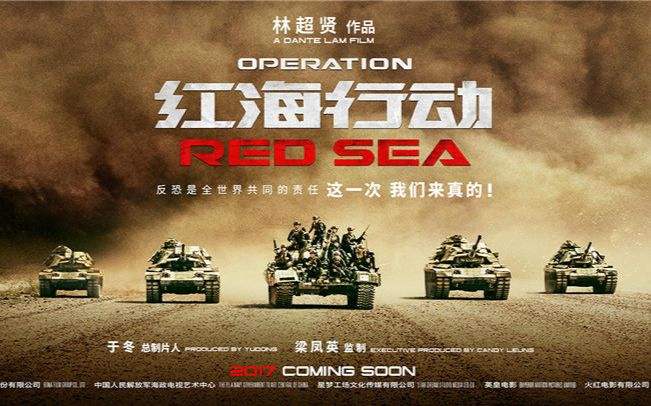 林超贤 作品
A DANTE LAM FILM
OPERATION
红海行动
RED SEA
反恐是全世界共同的责任 这一次 我们来真的！
于冬 总制片人 PRODUCED BY YUDONG 梁凤英 监制 EXECUTIVE PRODUCED BY CANDY LEUNG
2017 COMING SOON
份有限公司 中国人民解放军海政电视艺术中心 星梦工场文化传媒有限公司 英皇电影 火红电影有限公司